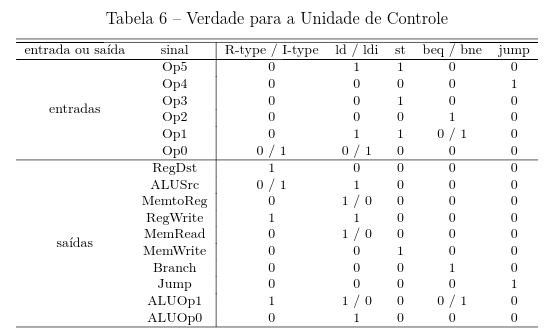 Tabela 6 – Verdade para a Unidade de Controle
entrada ou saída sinal R-type / I-type ld / ldi st beq / bne jump
Op5 0 1 1 0 0
Op4 0 0 0 0 1
Op3 0 0 1 0 0
entradas
Op2 0 0 0 1 0
Op1 0 1 1 0 / 1 0
Op0 0 / 1 0 / 1 0 0 0
RegDst 1 0 0 0 0
ALUSrc 0 / 1 1 0 0 0
MemtoReg 0 1 / 0 0 0 0
RegWrite 1 1 0 0 0
MemRead 0 1 / 0 0 0 0
saídas
MemWrite 0 0 1 0 0
Branch 0 0 0 1 0
Jump 0 0 0 0 1
ALUOp1 1 1 / 0 0 0 / 1 0
ALUOp0 0 1 0 0 0